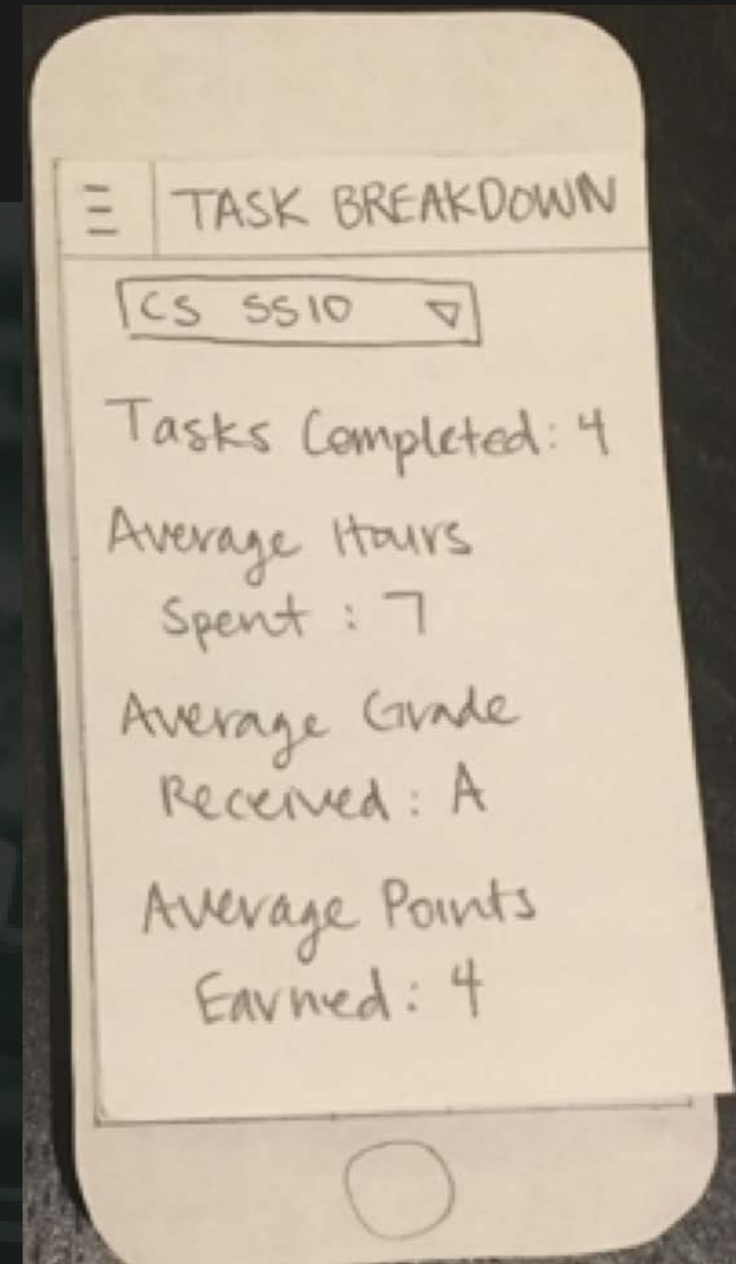 TASK BREAKDOWN
CS 5510
Tasks Completed: 4
Average Hours
Spent: 7
Average Grade
Received: A
Average Points
Earned: 4